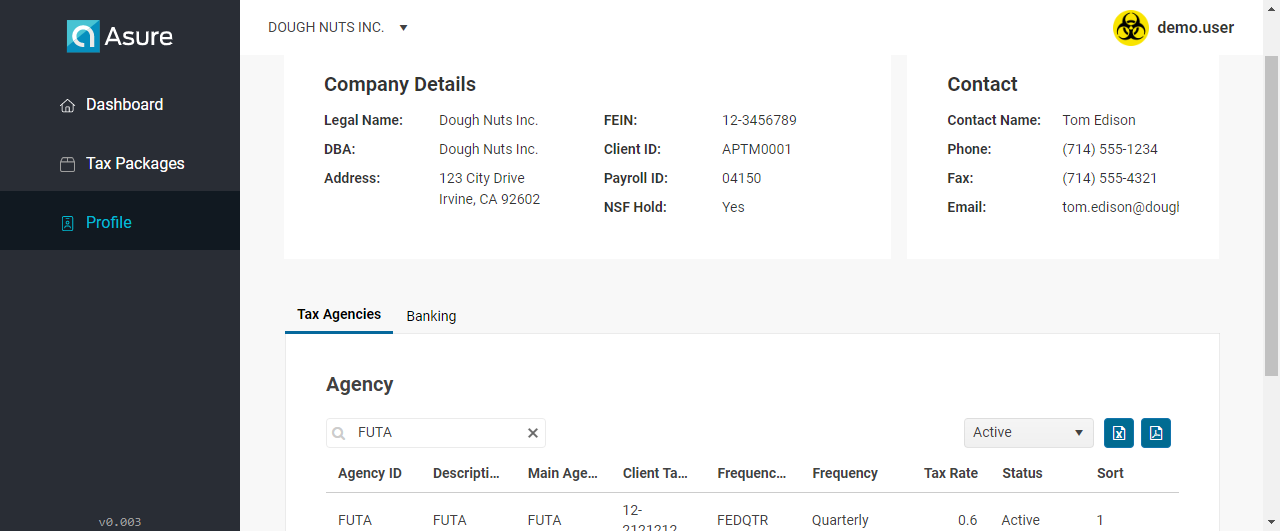 Asure
DOUGH NUTS INC.
demo.user
Dashboard
Tax Packages
Profile
v0.003
Company Details
Legal Name: Dough Nuts Inc. FEIN: 12-3456789
DBA: Dough Nuts Inc. Client ID: APTM0001
Address: 123 City Drive Payroll ID: 04150
Irvine, CA 92602 NSF Hold: Yes
Contact
Contact Name: Tom Edison
Phone: (714) 555-1234
Fax: (714) 555-4321
Email: tom.edison@dough
Tax Agencies Banking
Agency
FUTA Active
Agency ID Descripti... Main Age... Client Ta... Frequenc... Frequency Tax Rate Status Sort
12-
FUTA FUTA FUTA FEDQTR Quarterly 0.6 Active 1
2121212